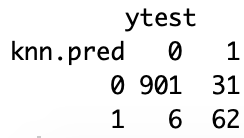 ytest
knn.pred 0 1
0 901 31
1 6 62